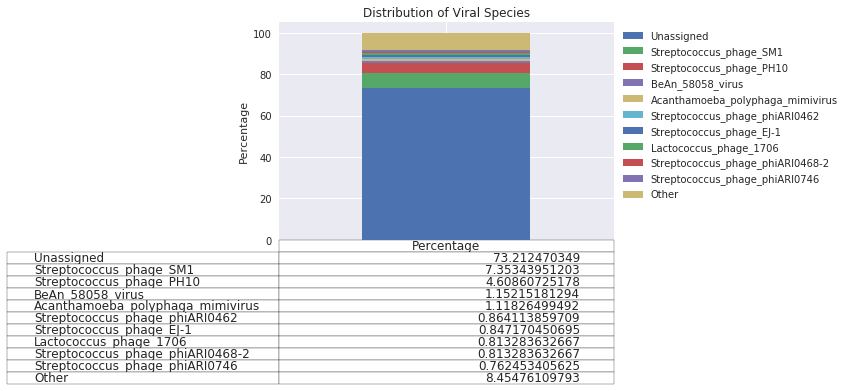 Distribution of Viral Species
100
80
60
40
20
0
Percentage
Unassigned
Streptococcus_phage_SM1
Streptococcus_phage_PH10
BeAn_58058_virus
Acanthamoeba_polyphaga_mimivirus
Streptococcus_phage_phiARI0462
Streptococcus_phage_EJ-1
Lactococcus_phage_1706
Streptococcus_phage_phiARI0468-2
Streptococcus_phage_phiARI0746
Other
Percentage
Unassigned 73.212470349
Streptococcus_phage_SM1 7.35343951203
Streptococcus_phage_PH10 4.60860725178
BeAn_58058_virus 1.15215181294
Acanthamoeba_polyphaga_mimivirus 1.11826499492
Streptococcus_phage_phiARI0462 0.864113859709
Streptococcus_phage_EJ-1 0.847170450695
Lactococcus_phage_1706 0.813283632667
Streptococcus_phage_phiARI0468-2 0.813283632667
Streptococcus_phage_phiARI0746 0.762453405625
Other 8.45476109793